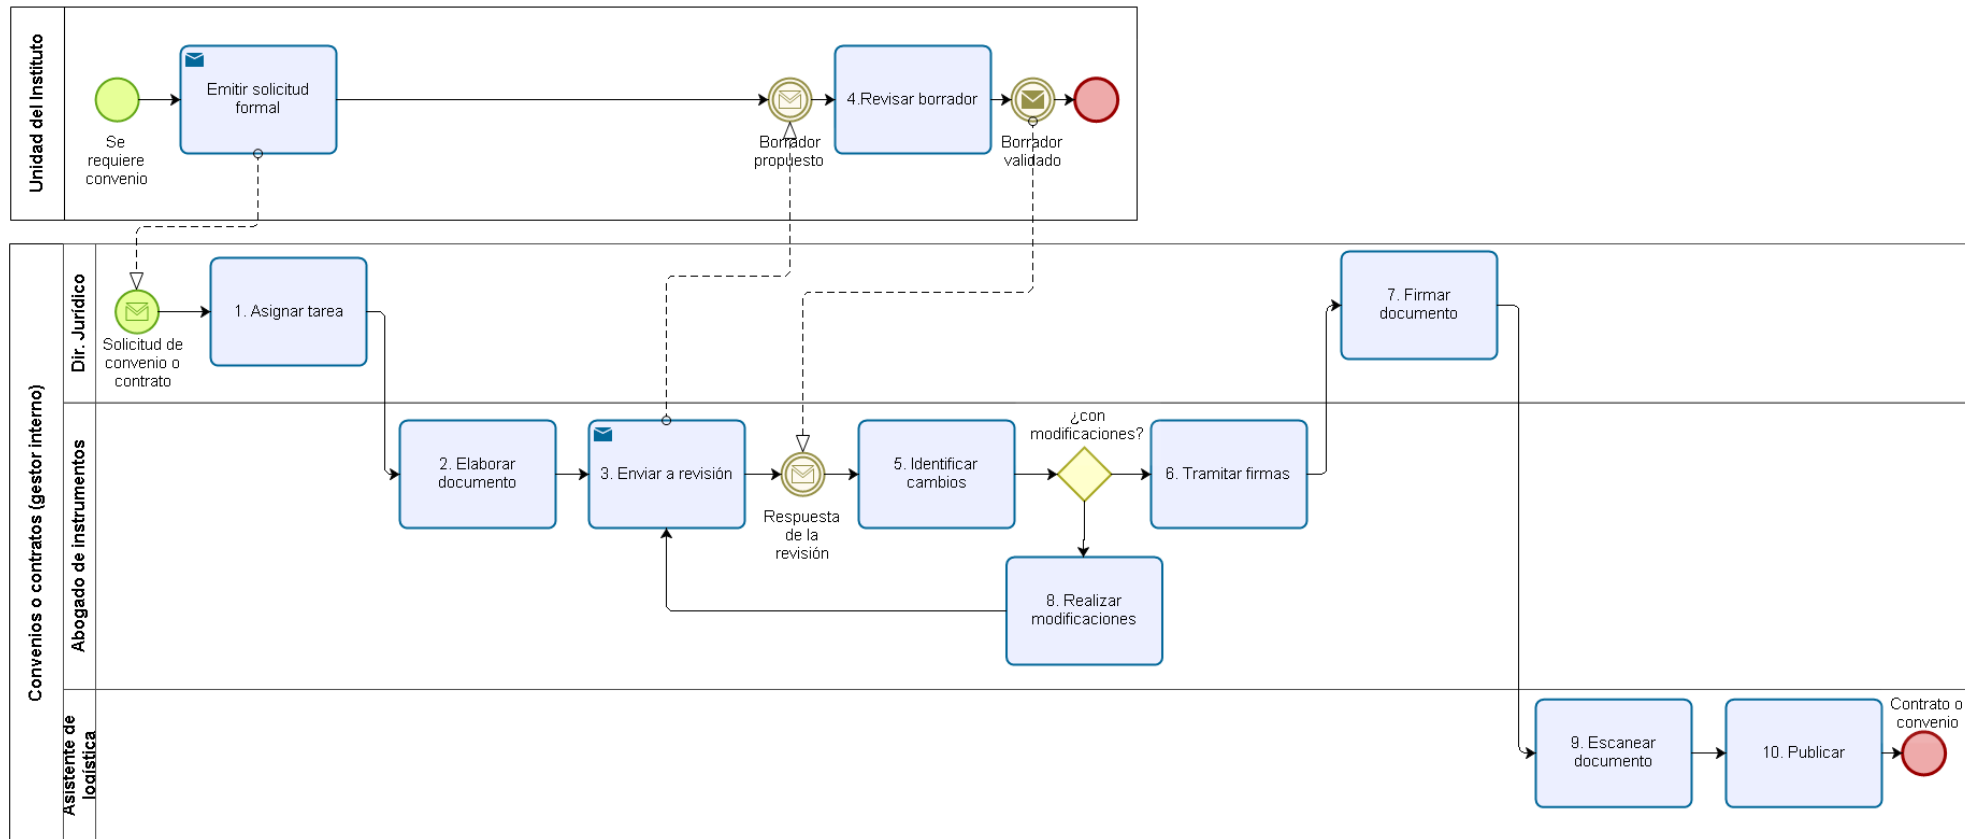 Unidad del Instituto
Se
requiere
convenio
Emitir solicitud
formal
Borrador
propuesto
4.Revisar borrador
Borrador
validado
Convenios o contratos (gestor interno)
Dir. Jurídico
Solicitud de
convenio o
contrato
1. Asignar tarea
7. Firmar
documento
Abogado de instrumentos
2. Elaborar
documento
3. Enviar a revisión
Respuesta
de la
revisión
5. Identificar
cambios
¿con
modificaciones?
6. Tramitar firmas
8. Realizar
modificaciones
Asistente de
logística
9. Escanear
documento
10. Publicar
Contrato o
convenio